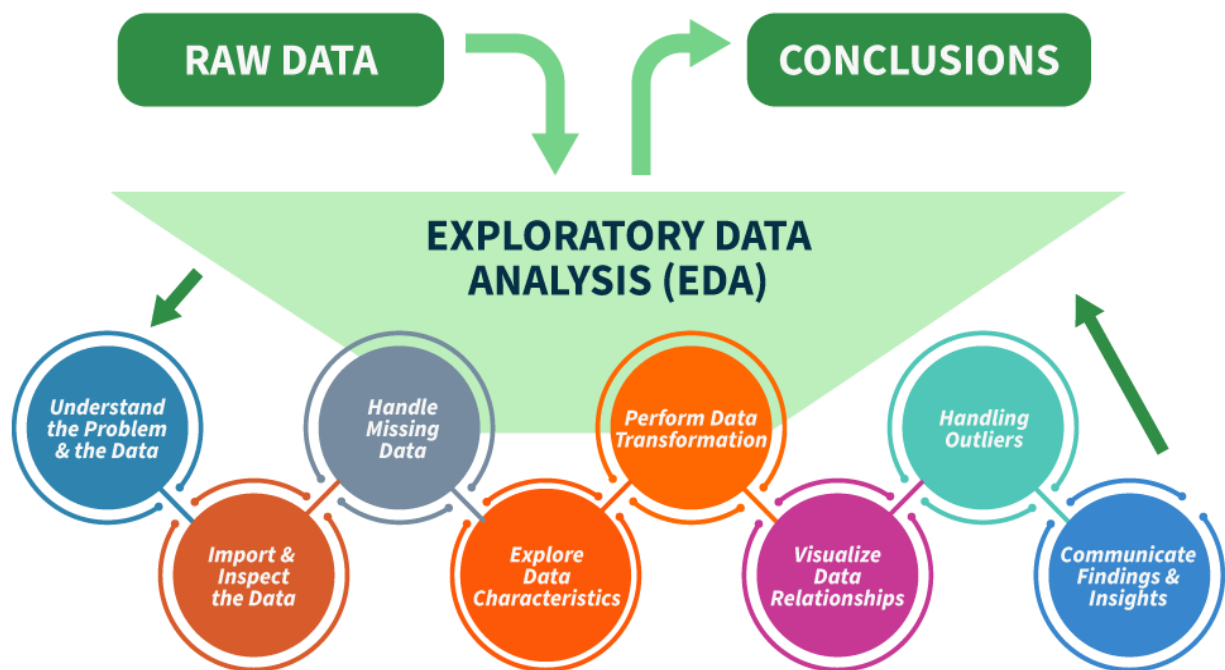 RAW DATA
CONCLUSIONS
EXPLORATORY DATA
ANALYSIS (EDA)
Understand
the Problem
& the Data
Import &
Inspect
the Data
Handle
Missing
Data
Explore
Data
Characteristics
Perform Data
Transformation
Visualize
Data
Relationships
Handling
Outliers
Communicate
Findings &
Insights